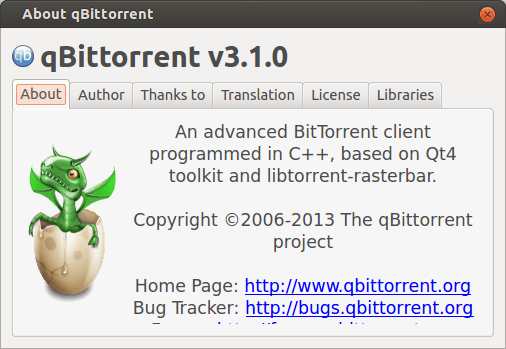 About qBittorrent
qb qBittorrent v3.1.0
About Author Thanks to Translation License Libraries
An advanced BitTorrent client
programmed in C++, based on Qt4
toolkit and libtorrent-rasterbar.
Copyright ©2006-2013 The qBittorrent
project
Home Page: http://www.qbittorrent.org
Bug Tracker: http://bugs.qbittorrent.org